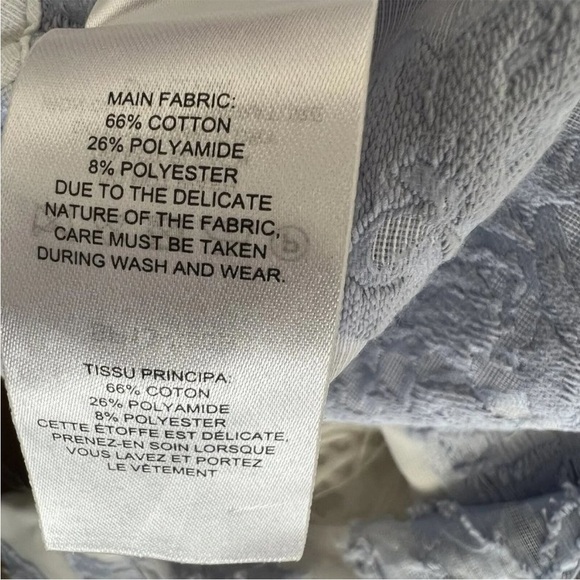 MAIN FABRIC:
66% COTTON
26% POLYAMIDE
8% POLYESTER
DUE TO THE DELICATE
NATURE OF THE FABRIC,
CARE MUST BE TAKEN
DURING WASH AND WEAR.
TISSU PRINCIPA:
66% COTON
26% POLYAMIDE
8% POLYESTER
CETTE ÉTOFFE EST DÉLICATE,
PRENEZ-EN SOIN LORSQUE
VOUS LAVEZ ET PORTEZ
LE VÊTEMENT